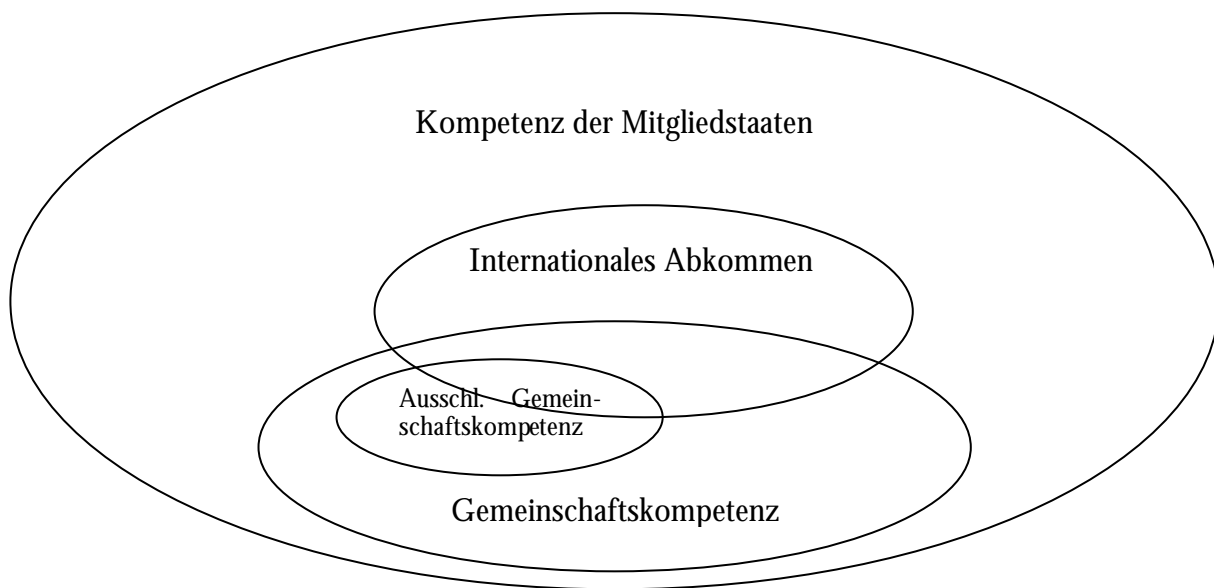 Kompetenz der Mitgliedstaaten
Internationales Abkommen
Ausschl. Gemein-
schaftskompetenz
Gemeinschaftskompetenz